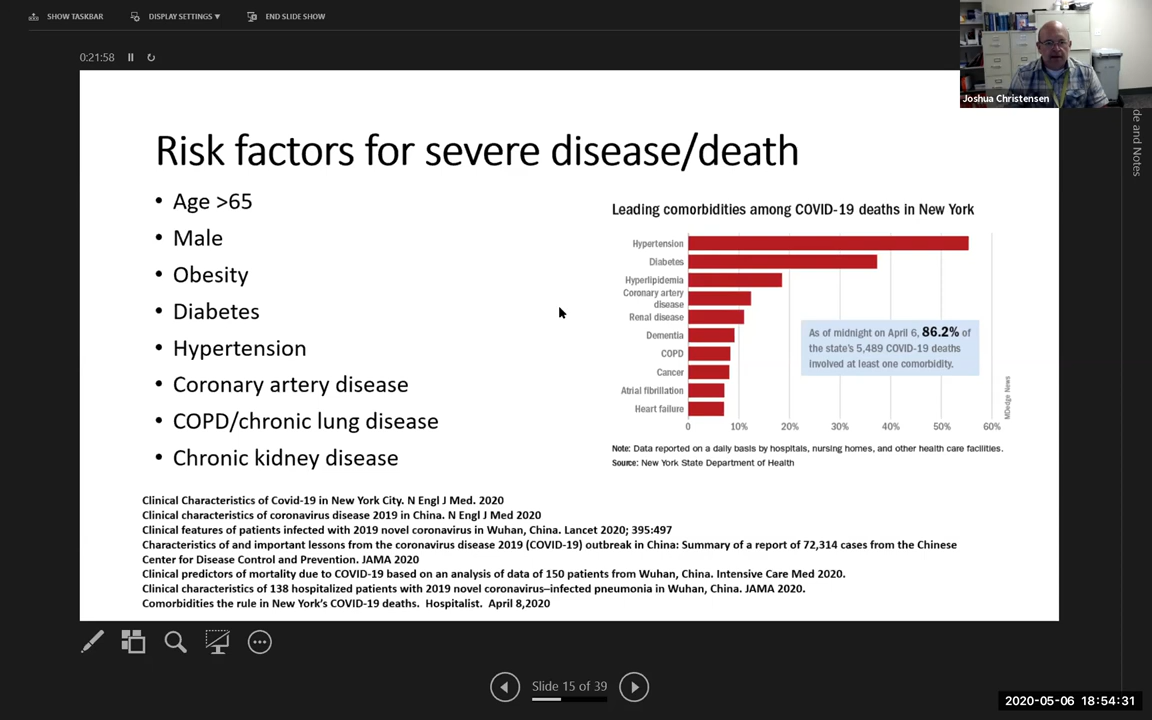 SHOW TASKBAR
DISPLAY SETTINGS ▾
END SLIDE SHOW
0:21:58
Joshua Christensen
de and Notes
Risk factors for severe disease/death
• Age >65
• Male
• Obesity
• Diabetes
• Hypertension
• Coronary artery disease
• COPD/chronic lung disease
• Chronic kidney disease
Leading comorbidities among COVID-19 deaths in New York
Hypertension
Diabetes
Hyperlipidemia
Coronary artery
disease
Renal disease
Dementia
COPD
Cancer
Atrial fibrillation
Heart failure
0 10% 20% 30% 40% 50% 60%
As of midnight on April 6, 86.2% of
the state's 5,489 COVID-19 deaths
involved at least one comorbidity.
MDedge News
Note: Data reported on a daily basis by hospitals, nursing homes, and other health care facilities.
Source: New York State Department of Health
Clinical Characteristics of Covid-19 in New York City. N Engl J Med. 2020
Clinical characteristics of coronavirus disease 2019 in China. N Engl J Med 2020
Clinical features of patients infected with 2019 novel coronavirus in Wuhan, China. Lancet 2020; 395:497
Characteristics of and important lessons from the coronavirus disease 2019 (COVID-19) outbreak in China: Summary of a report of 72,314 cases from the Chinese
Center for Disease Control and Prevention. JAMA 2020
Clinical predictors of mortality due to COVID-19 based on an analysis of data of 150 patients from Wuhan, China. Intensive Care Med 2020.
Clinical characteristics of 138 hospitalized patients with 2019 novel coronavirus–infected pneumonia in Wuhan, China. JAMA 2020.
Comorbidities the rule in New York's COVID-19 deaths. Hospitalist. April 8,2020
Slide 15 of 39
2020-05-06 18:54:31